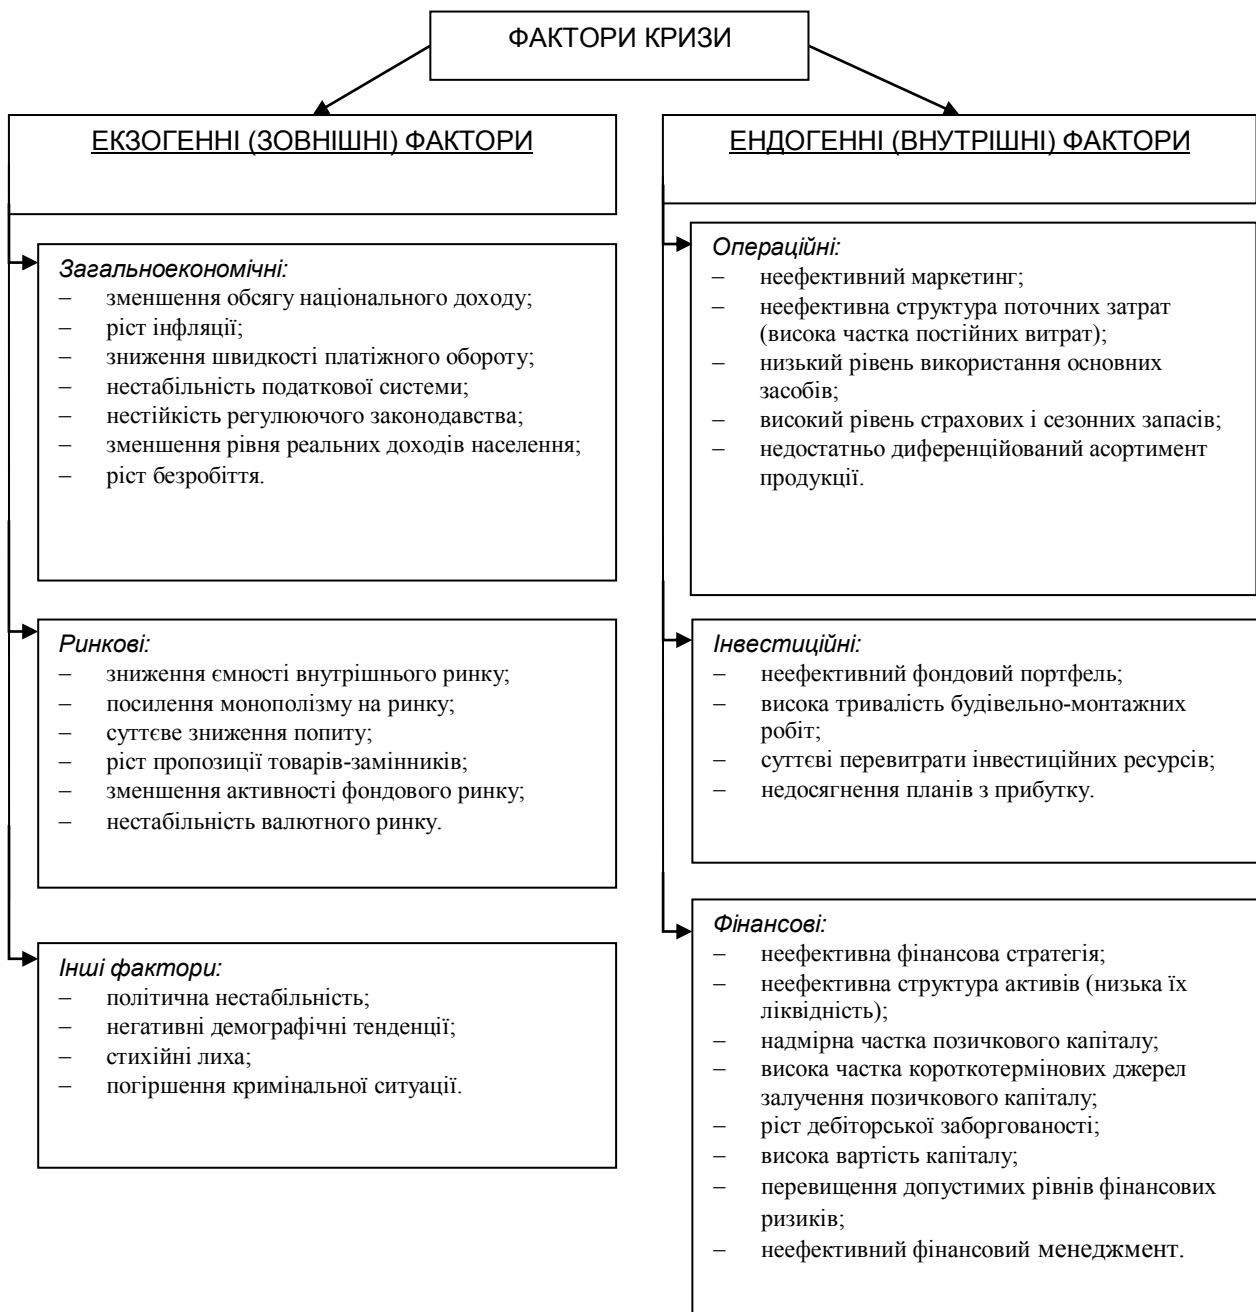 ФАКТОРИ КРИЗИ
ЕКЗОГЕННІ (ЗОВНІШНІ) ФАКТОРИ
Загальноекономічні:
– зменшення обсягу національного доходу;
– ріст інфляції;
– зниження швидкості платіжного обороту;
– нестабільність податкової системи;
– нестійкість регулюючого законодавства;
– зменшення рівня реальних доходів населення;
– ріст безробіття.
Ринкові:
– зниження ємності внутрішнього ринку;
– посилення монополізму на ринку;
– суттєве зниження попиту;
– ріст пропозиції товарів-замінників;
– зменшення активності фондового ринку;
– нестабільність валютного ринку.
Інші фактори:
– політична нестабільність;
– негативні демографічні тенденції;
– стихійні лиха;
– погіршення кримінальної ситуації.
ЕНДОГЕННІ (ВНУТРІШНІ) ФАКТОРИ
Операційні:
– неефективний маркетинг;
– неефективна структура поточних затрат
(висока частка постійних витрат);
– низький рівень використання основних
засобів;
– високий рівень страхових і сезонних запасів;
– недостатньо диференційований асортимент
продукції.
Інвестиційні:
– неефективний фондовий портфель;
– висока тривалість будівельно-монтажних
робіт;
– суттєві перевитрати інвестиційних ресурсів;
– недосягнення планів з прибутку.
Фінансові:
– неефективна фінансова стратегія;
– неефективна структура активів (низька їх
ліквідність);
– надмірна частка позичкового капіталу;
– висока частка короткотермінових джерел
залучення позичкового капіталу;
– ріст дебіторської заборгованості;
– висока вартість капіталу;
– перевищення допустимих рівнів фінансових
ризиків;
– неефективний фінансовий менеджмент.